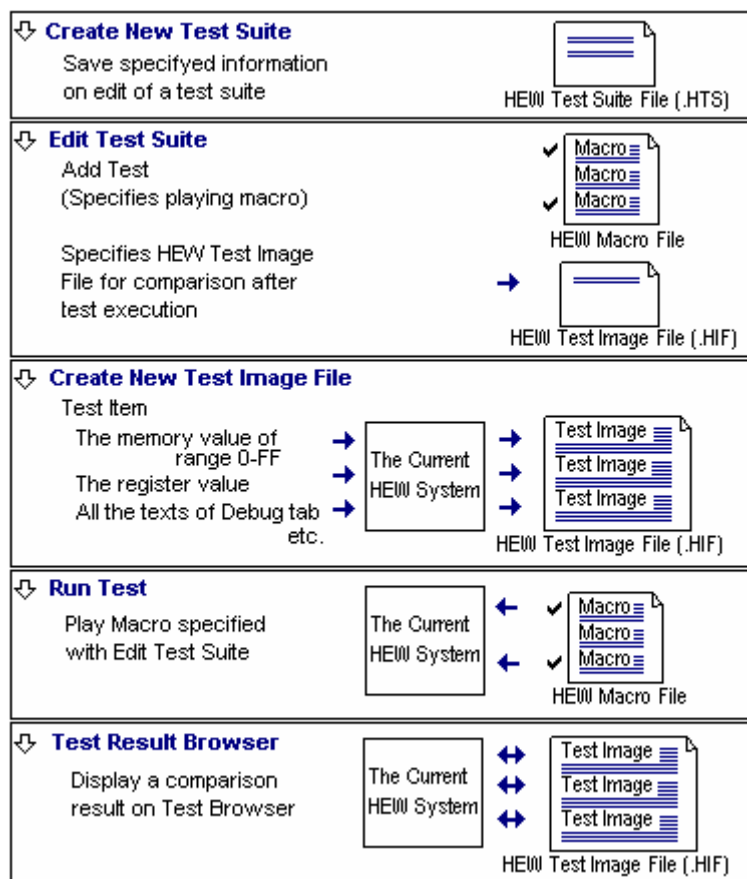 Create New Test Suite
Save specifyed information
on edit of a test suite
HEW Test Suite File (.HTS)
Edit Test Suite
Add Test
(Specifies playing macro)
Macro
Macro
Macro
HEW Macro File
Specifies HEW Test Image
File for comparison after
test execution
HEW Test Image File (.HIF)
Create New Test Image File
Test Item
The memory value of
range 0-FF
The register value
All the texts of Debug tab
etc.
The Current
HEW System
Test Image
Test Image
Test Image
HEW Test Image File (.HIF)
Run Test
Play Macro specified
with Edit Test Suite
The Current
HEW System
Macro
Macro
Macro
HEW Macro File
Test Result Browser
Display a comparison
result on Test Browser
The Current
HEW System
Test Image
Test Image
Test Image
HEW Test Image File (.HIF)